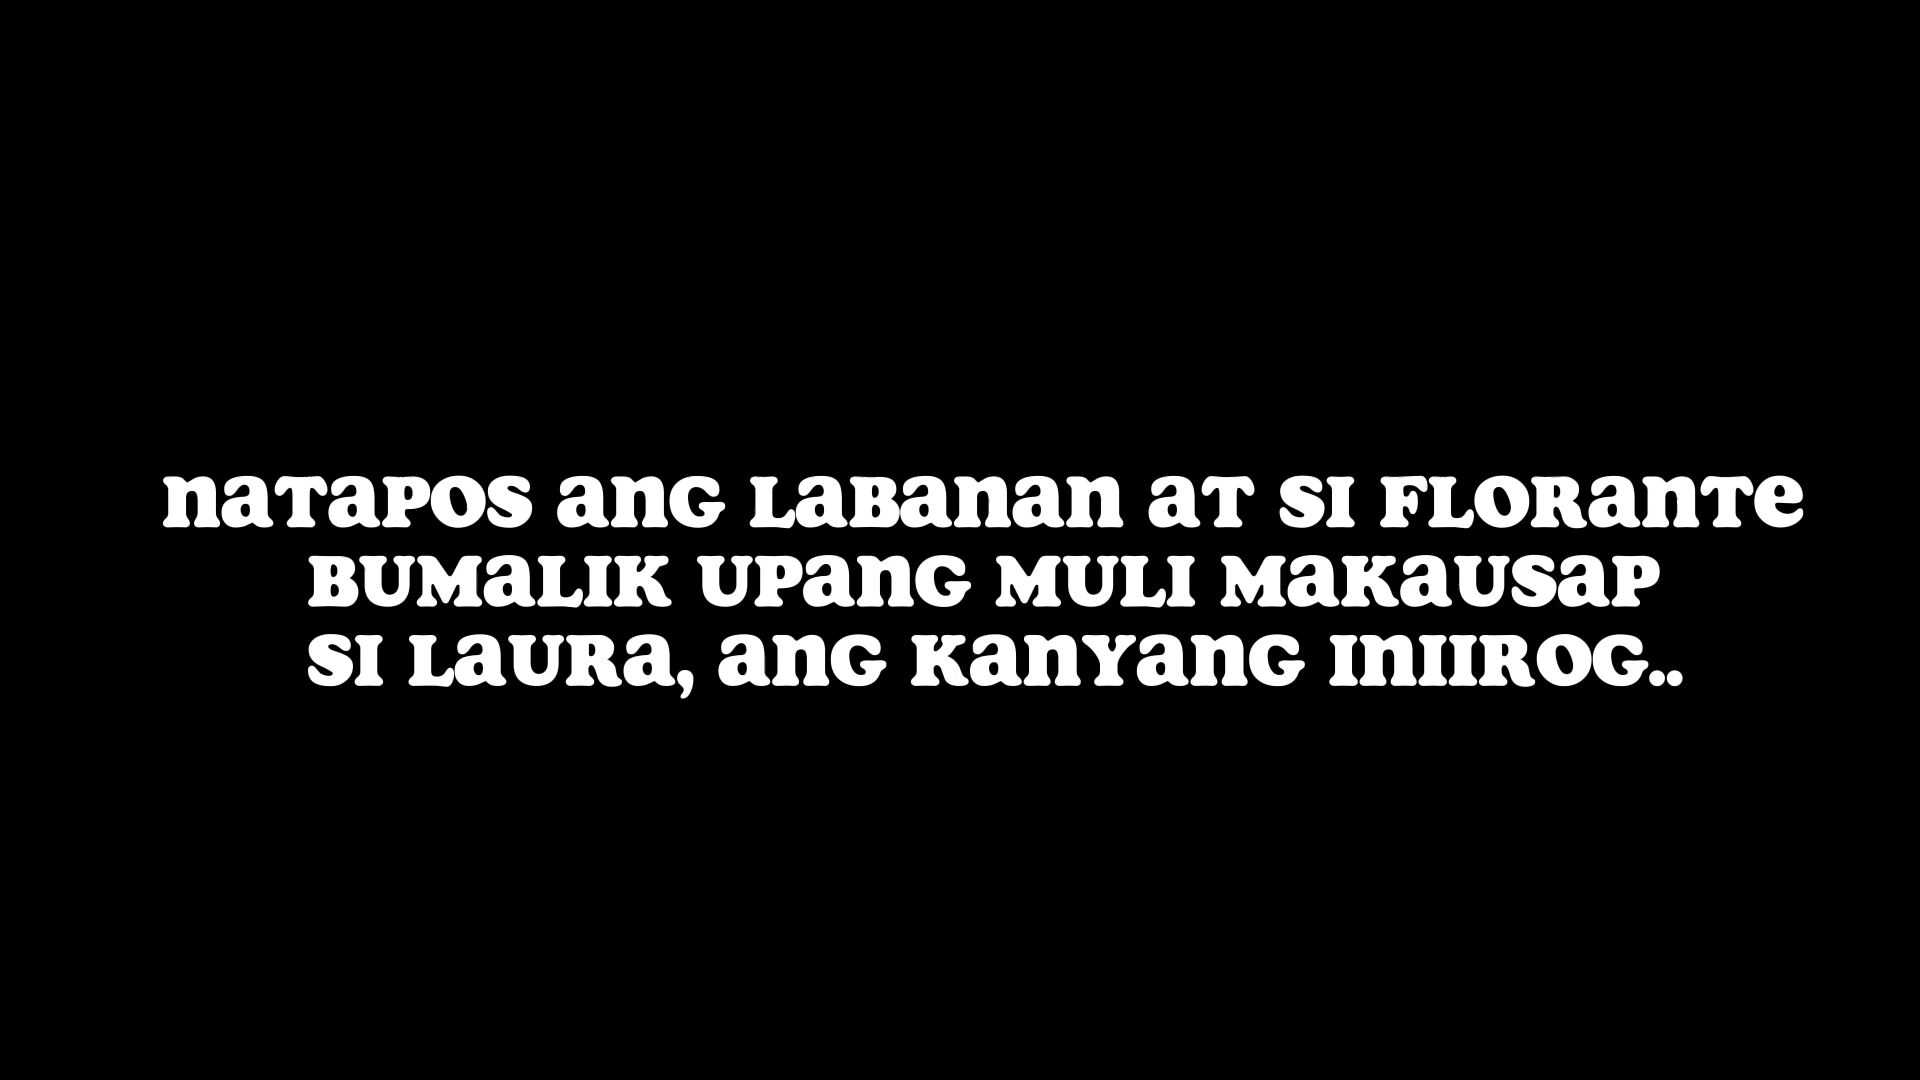 naTaPOS anG LaBanan aT SI FLORanTe
BUMaLIK UPanG MULI MaKaUSaP
SI LaURa, anG KanYanG InIIROG..